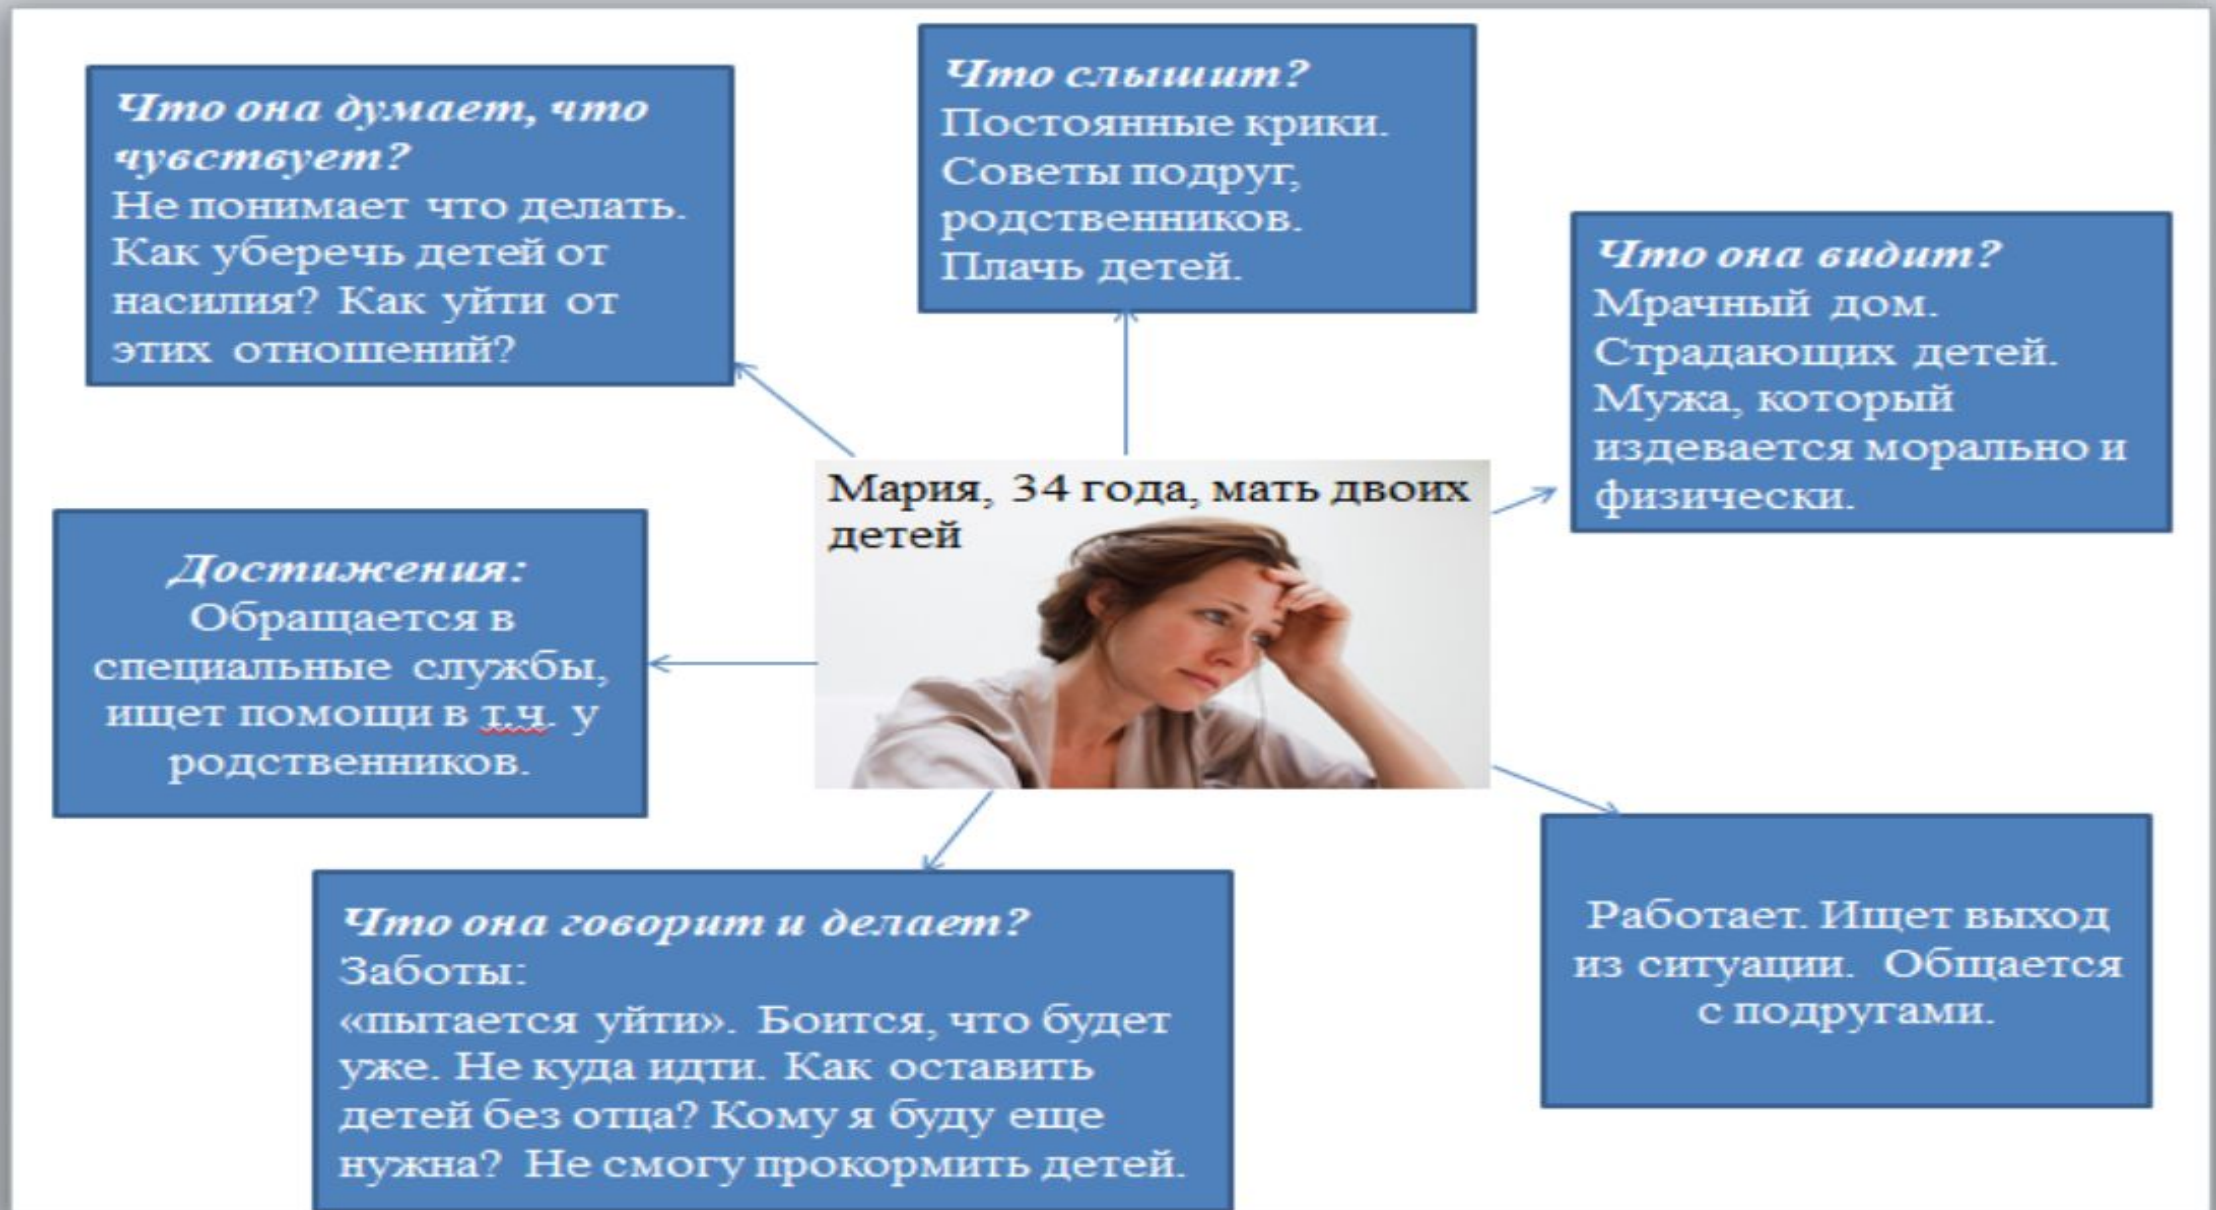 Что она думает, что
чувствует?
Не понимает что делать.
Как уберечь детей от
насилия? Как уйти от
этих отношений?
Что слышит?
Постоянные крики.
Советы подруг,
родственников.
Плачь детей.
Что она видит?
Мрачный дом.
Страдающих детей.
Мужа, который
издевается морально и
физически.
Мария, 34 года, мать двоих
детей
Достижения:
Обращается в
специальные службы,
ищет помощи в т.ч. у
родственников.
Что она говорит и делает?
Заботы:
«пытается уйти». Боится, что будет
уже. Не куда идти. Как оставить
детей без отца? Кому я буду еще
нужна? Не смогу прокормить детей.
Работает. Ищет выход
из ситуации. Общается
с подругами.